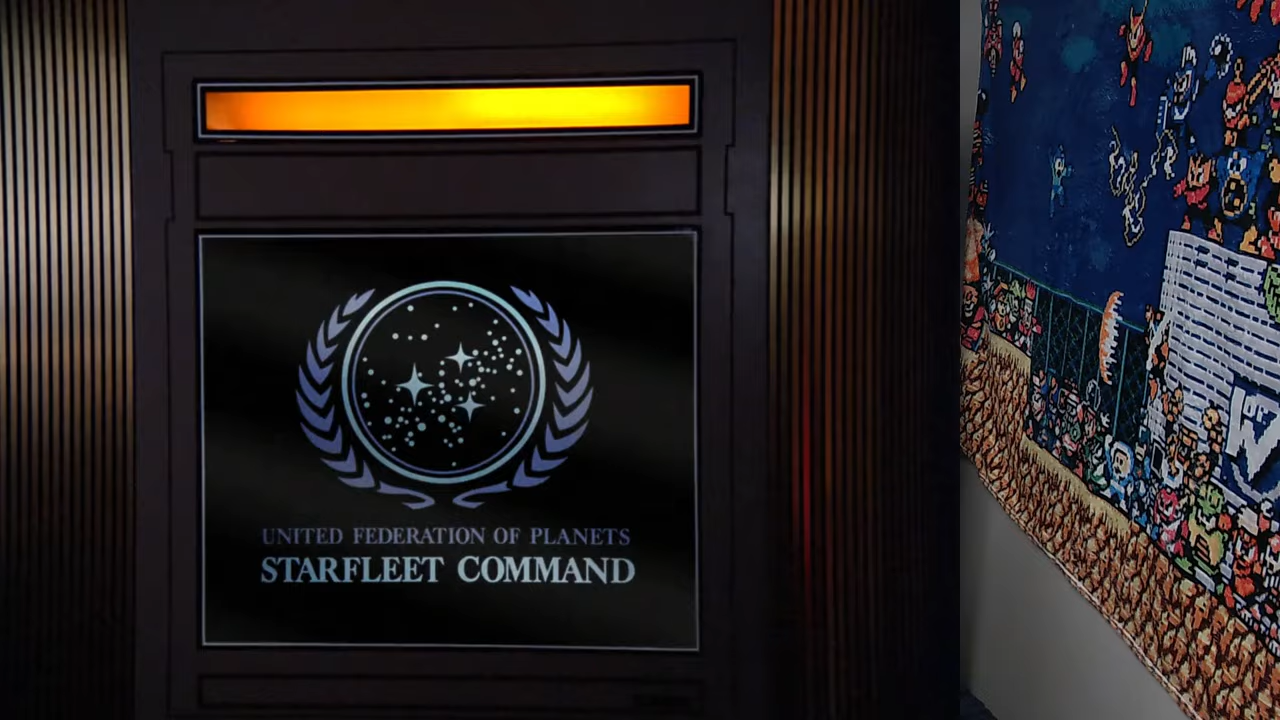 UNITED FEDERATION OF PLANETS
STARFLEET COMMAND
W